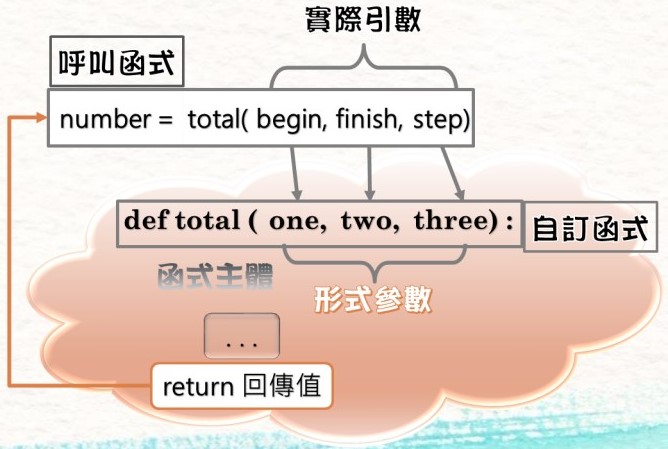 實際引數
呼叫函式
number = total( begin, finish, step)
def total ( one, two, three) :
自訂函式
函式主體
形式參數
...
return 回傳值